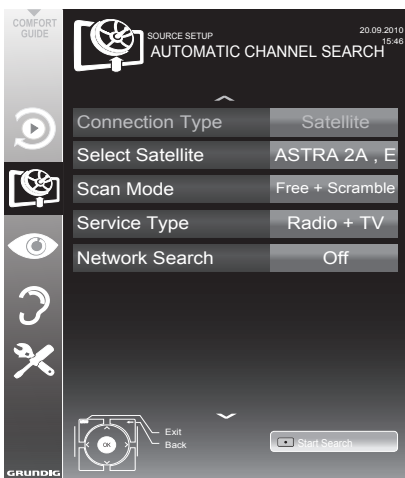 COMFORT
GUIDE
SOURCE SETUP
20.09.2010
AUTOMATIC CHANNEL SEARCH
15:46
Connection Type Satellite
Select Satellite ASTRA 2A , E
Scan Mode Free + Scramble
Service Type Radio + TV
Network Search Off
Exit
OK
Back
Start Search
GRUNDIG